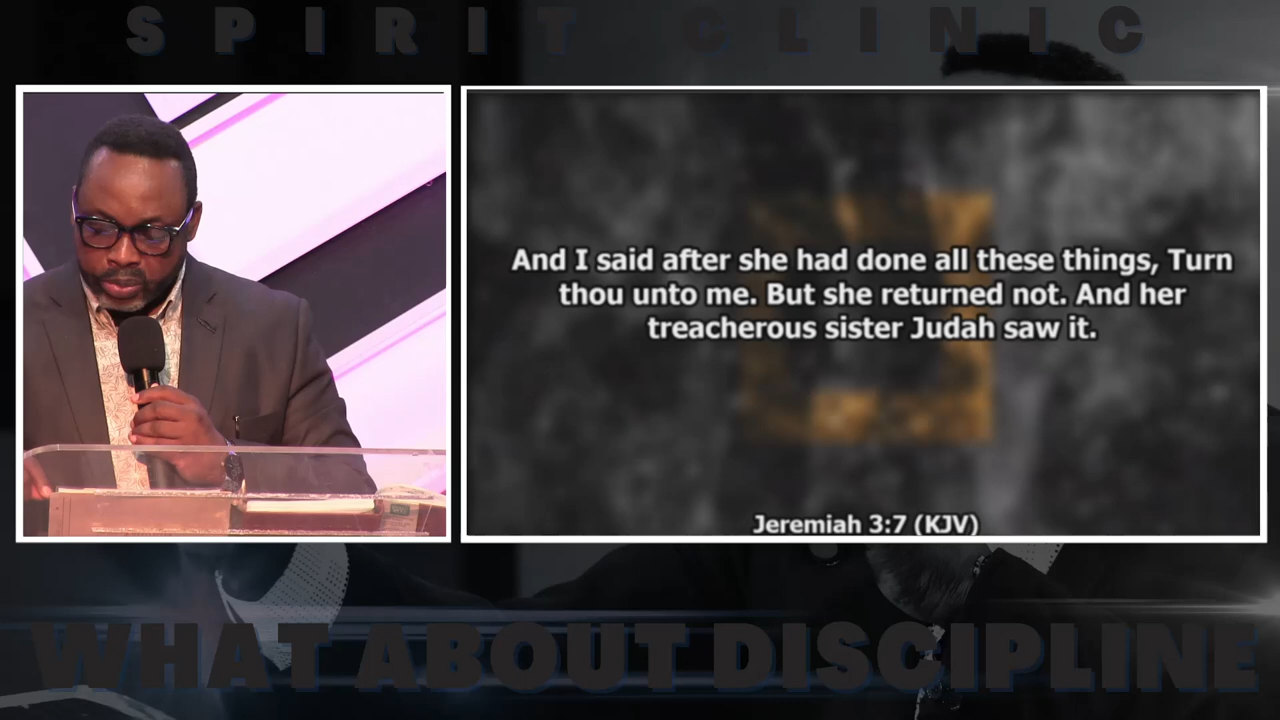 SPIRIT CLINIC
And I said after she had done all these things, Turn
thou unto me. But she returned not. And her
treacherous sister Judah saw it.
Jeremiah 3:7 (KJV)
WHAT ABOUT DISCIPLINE